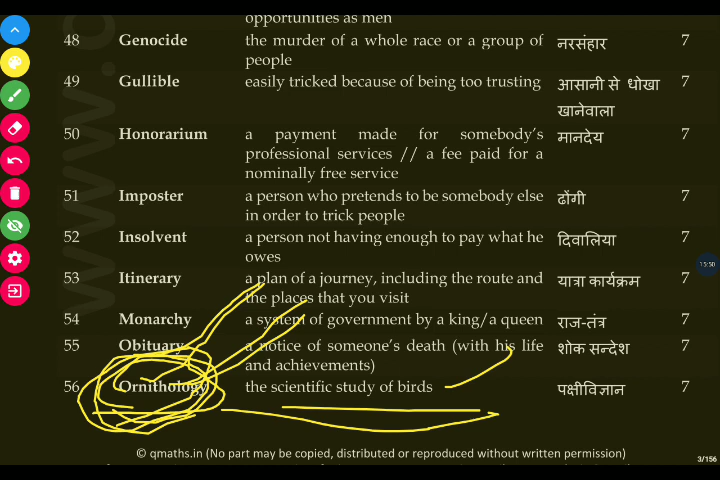 opportunities as men
48 Genocide the murder of a whole race or a group of नरसंहार 7
people
49 Gullible easily tricked because of being too trusting आसानी से धोखा 7
खानेवाला
50 Honorarium a payment made for somebody's मानदेय 7
professional services // a fee paid for a
nominally free service
51 Imposter a person who pretends to be somebody else ढोंगी 7
in order to trick people
52 Insolvent a person not having enough to pay what he दिवालिया 7
owes
53 Itinerary a plan of a journey, including the route and यात्रा कार्यक्रम 7
the places that you visit
54 Monarchy a system of government by a king/a queen राज-तंत्र 7
55 Obituary a notice of someone's death (with his life शोक सन्देश 7
and achievements)
56 Ornithology the scientific study of birds पक्षीविज्ञान 7
© qmaths.in (No part may be copied, distributed or reproduced without written permission)
3/156
15:50
www.